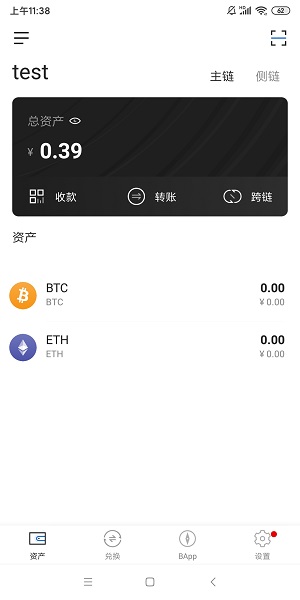 上午11:38
62
test
主链 侧链
总资产
¥ 0.39
收款 转账 跨链
资产
BTC 0.00
BTC ¥ 0.00
ETH 0.00
ETH ¥ 0.00
资产 兑换 BApp 设置